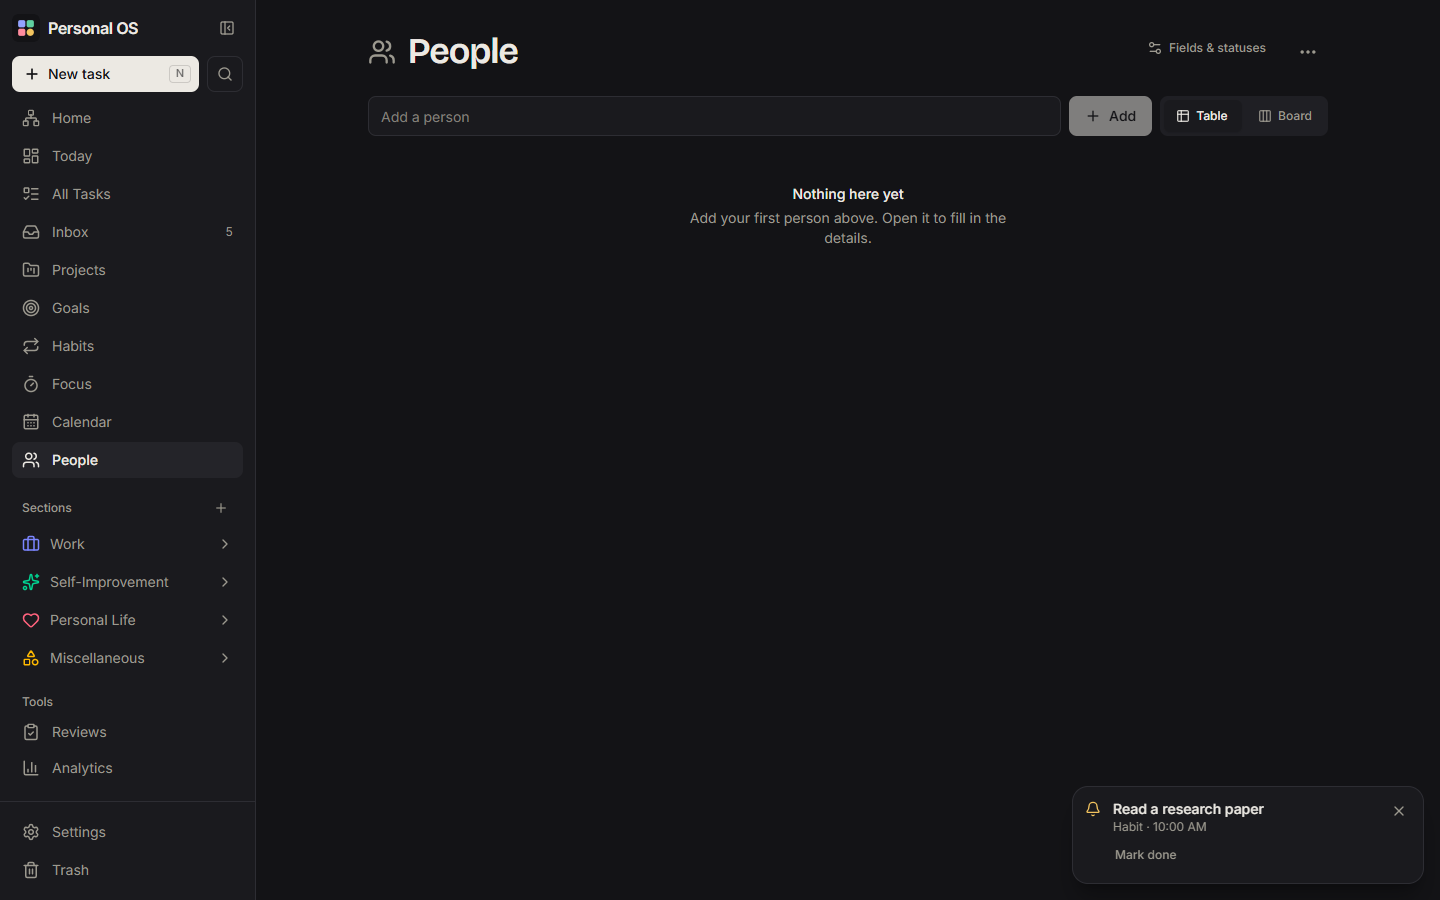 Personal OS
New task
N
Home
Today
All Tasks
Inbox
5
Projects
Goals
Habits
Focus
Calendar
People
Sections
Work
Self-Improvement
Personal Life
Miscellaneous
Tools
Reviews
Analytics
Settings
Trash
People
Fields & statuses
Add a person
Add
Table
Board
Nothing here yet
Add your first person above. Open it to fill in the
details.
Read a research paper
Habit · 10:00 AM
Mark done